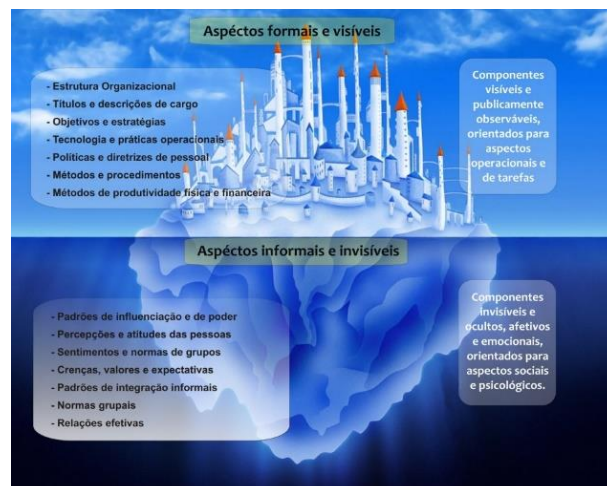 Aspéctos formais e visíveis
- Estrutura Organizacional
- Títulos e descrições de cargo
- Objetivos e estratégias
- Tecnologia e práticas operacionais
- Políticas e diretrizes de pessoal
- Métodos e procedimentos
- Métodos de produtividade física e financeira
Componentes
visíveis e
publicamente
observáveis,
orientados para
aspectos
operacionais e
de tarefas
Aspéctos informais e invisíveis
- Padrões de influenciação e de poder
- Percepções e atitudes das pessoas
- Sentimentos e normas de grupos
- Crenças, valores e expectativas
- Padrões de integração informais
- Normas grupais
- Relações efetivas
Componentes
invisíveis e
ocultos, afetivos
e emocionais,
orientados para
aspectos sociais
e psicológicos.